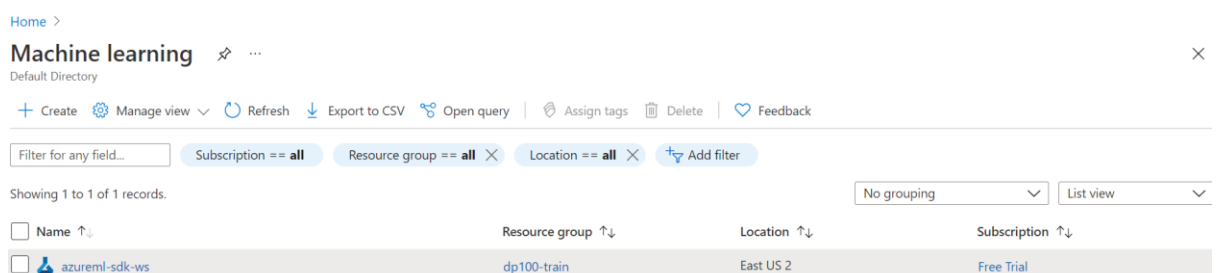 Home >
Machine learning ...
Default Directory
+ Create Manage view Refresh Export to CSV Open query Assign tags Delete Feedback
Filter for any field... Subscription == all Resource group == all Location == all Add filter
Showing 1 to 1 of 1 records. No grouping List view
Name ↑↓ Resource group ↑↓ Location ↑↓ Subscription ↑↓
azureml-sdk-ws dp100-train East US 2 Free Trial